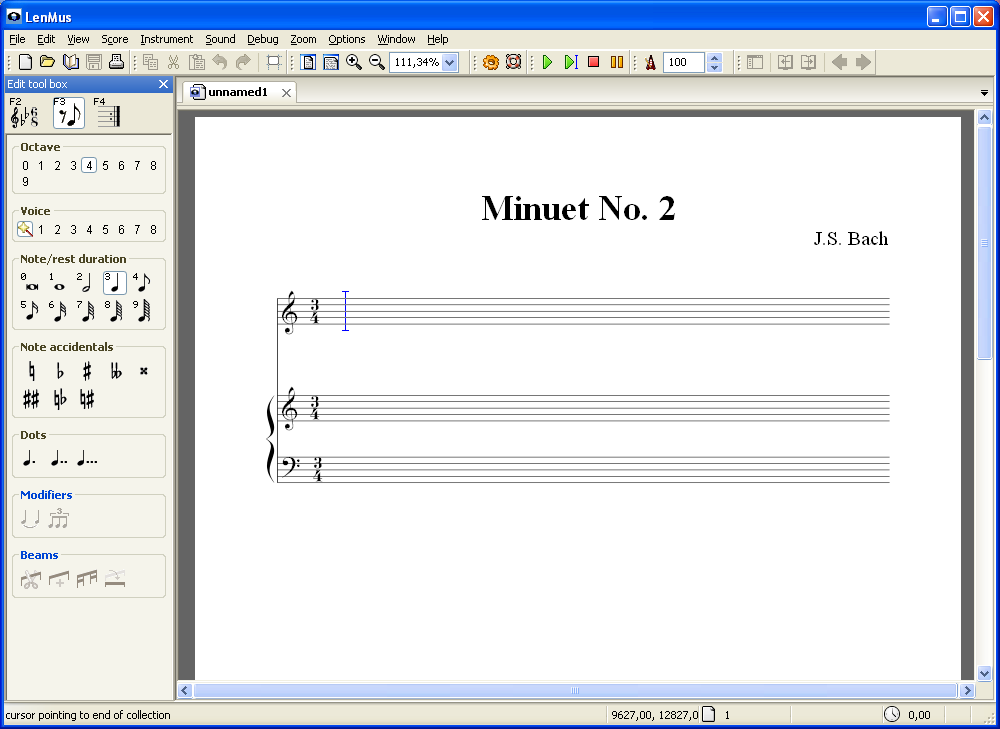 LenMus
File Edit View Score Instrument Sound Debug Zoom Options Window Help
111,34% 100
Edit tool box
unnamed1
F2 F3 F4
Octave
0 1 2 3 4 5 6 7 8
9
Voice
1 2 3 4 5 6 7 8
Note/rest duration
0 1 2 3 4
5 6 7 8 9
Note accidentals
Dots
Modifiers
3
Beams
Minuet No. 2
J.S. Bach
3
4
3
4
3
4
cursor pointing to end of collection
9627,00, 12827,0 1 0,00